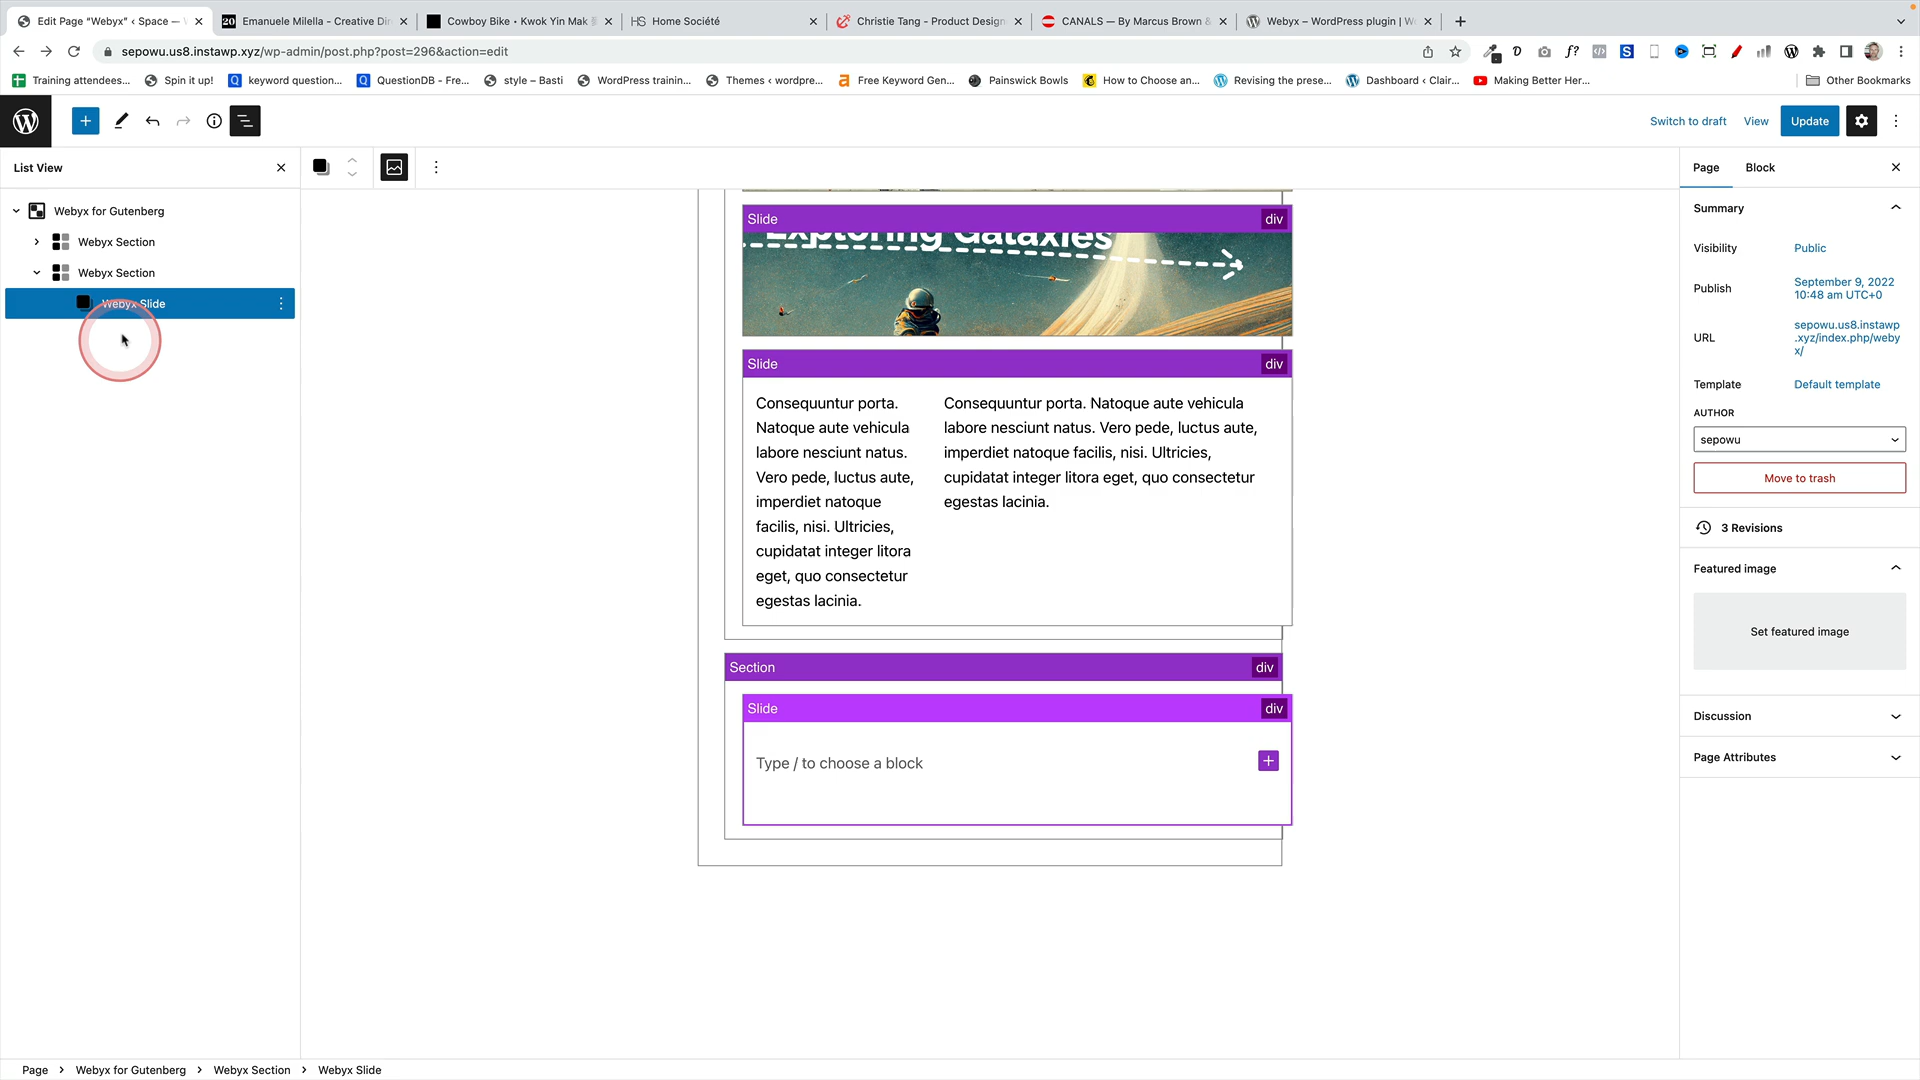 Edit Page “Webyx” ‹ Space —
20 Emanuele Milella - Creative Dir
Cowboy Bike • Kwok Yin Mak
HS Home Société
Christie Tang - Product Design
CANALS — By Marcus Brown &
Webyx – WordPress plugin | W
sepowu.us8.instawp.xyz/wp-admin/post.php?post=296&action=edit
Training attendees...
Spin it up!
keyword question...
QuestionDB - Fre...
style – Basti
WordPress trainin...
Themes ‹ wordpre...
Free Keyword Gen...
Painswick Bowls
How to Choose an...
Revising the prese...
Dashboard ‹ Clair...
Making Better Her...
Other Bookmarks
Switch to draft
View
Update
List View
Webyx for Gutenberg
Webyx Section
Webyx Section
Webyx Slide
Slide
div
Exploring Galaxies
Slide
div
Consequuntur porta.
Natoque aute vehicula
labore nesciunt natus.
Vero pede, luctus aute,
imperdiet natoque
facilis, nisi. Ultricies,
cupidatat integer litora
eget, quo consectetur
egestas lacinia.
Consequuntur porta. Natoque aute vehicula
labore nesciunt natus. Vero pede, luctus aute,
imperdiet natoque facilis, nisi. Ultricies,
cupidatat integer litora eget, quo consectetur
egestas lacinia.
Section
div
Slide
div
Type / to choose a block
Page
Block
Summary
Visibility
Public
Publish
September 9, 2022
10:48 am UTC+0
URL
sepowu.us8.instawp
.xyz/index.php/weby
x/
Template
Default template
AUTHOR
sepowu
Move to trash
3 Revisions
Featured image
Set featured image
Discussion
Page Attributes
Page › Webyx for Gutenberg › Webyx Section › Webyx Slide